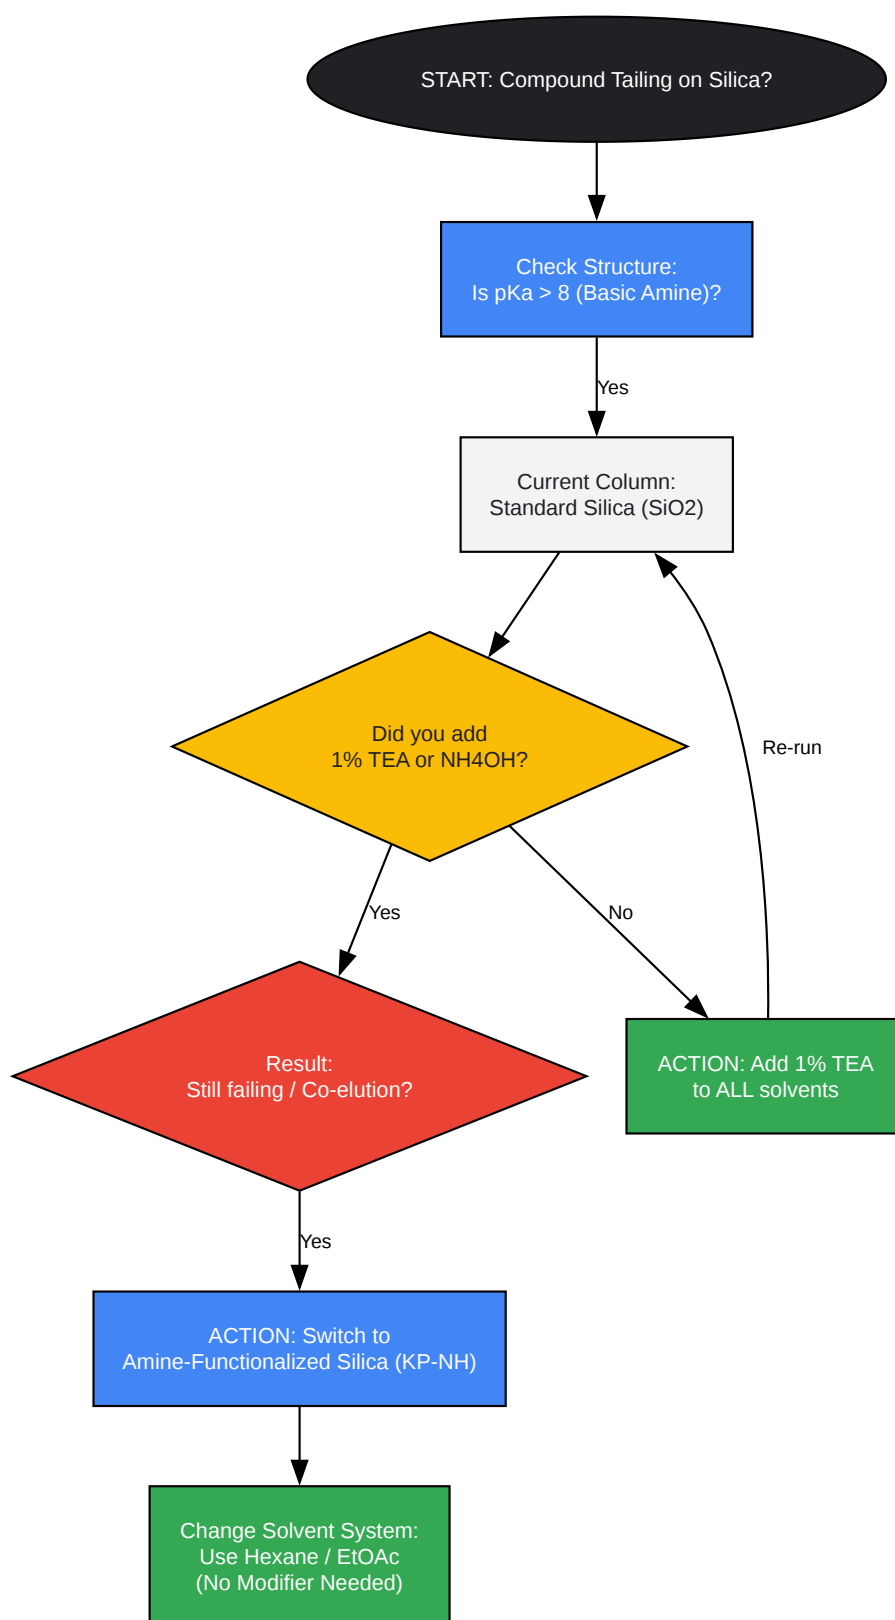 START: Compound Tailing on Silica?
Check Structure:
Is pKa > 8 (Basic Amine)?
Yes
Current Column:
Standard Silica (SiO2)
Did you add
1% TEA or NH4OH?
Re-run
Yes
No
Result:
Still failing / Co-elution?
ACTION: Add 1% TEA
to ALL solvents
Yes
ACTION: Switch to
Amine-Functionalized Silica (KP-NH)
Change Solvent System:
Use Hexane / EtOAc
(No Modifier Needed)